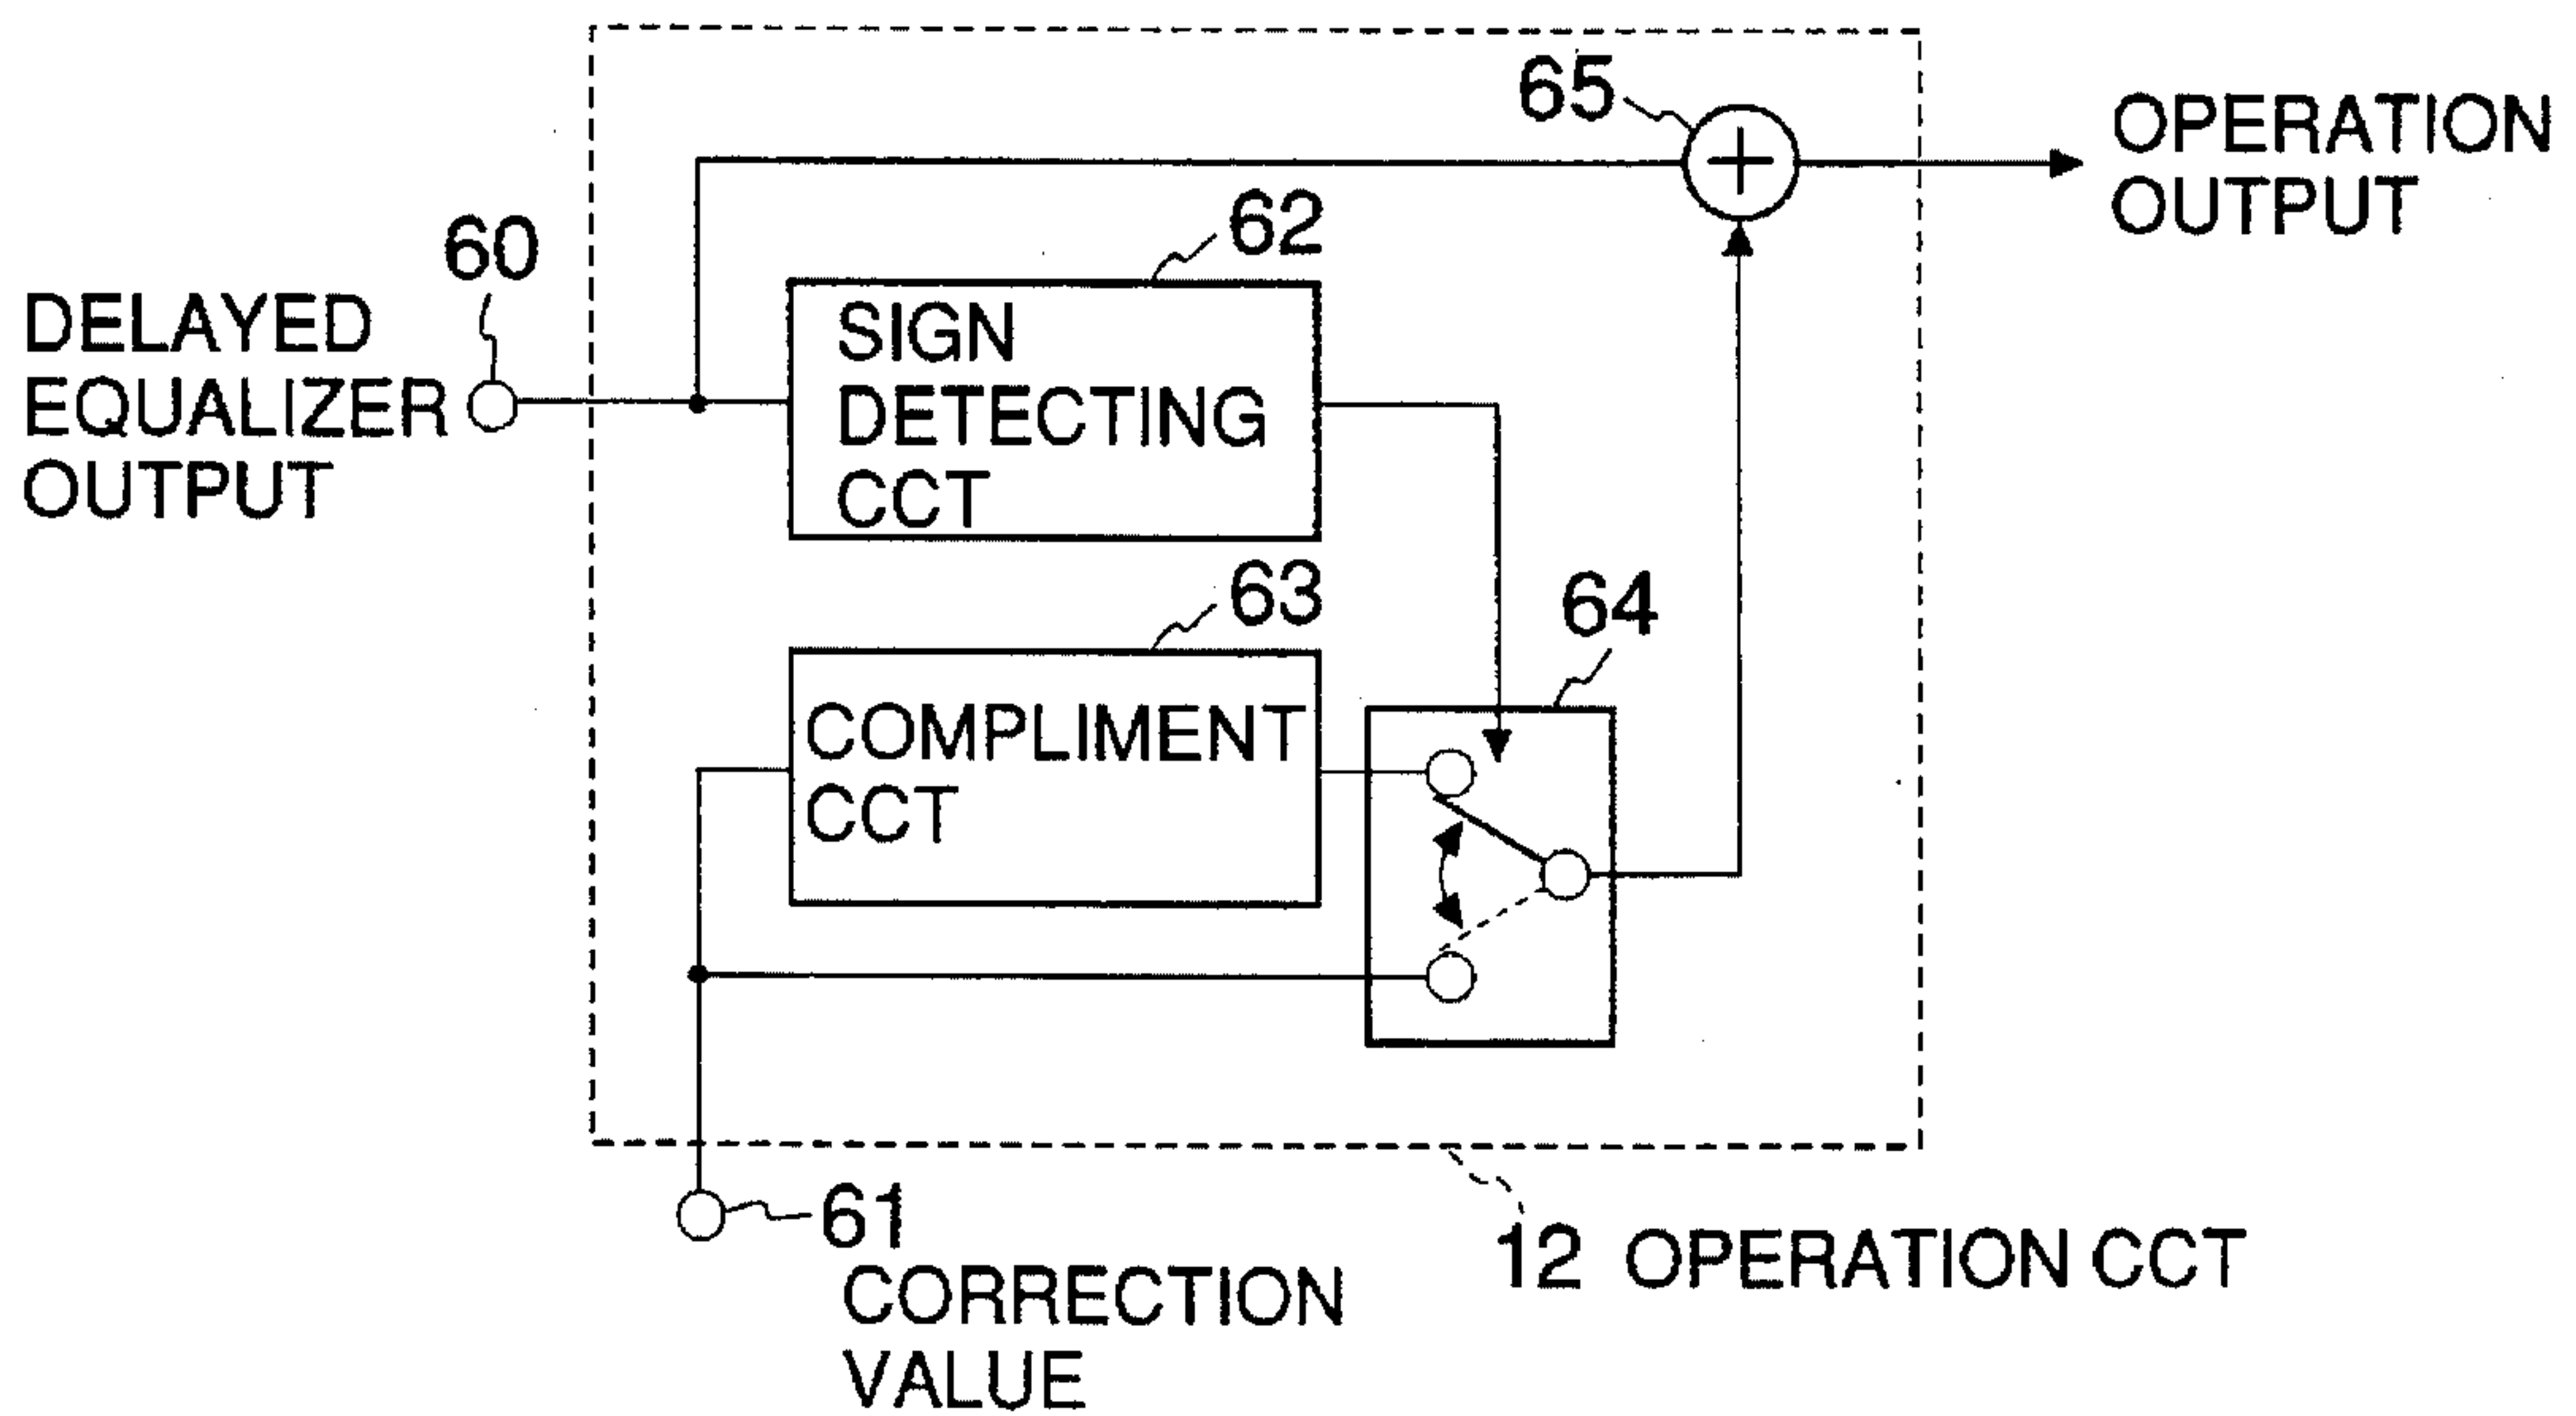 65
OPERATION
OUTPUT
60
62
DELAYED
EQUALIZER
OUTPUT
SIGN
DETECTING
CCT
63
64
COMPLIMENT
CCT
61
CORRECTION
VALUE
12 OPERATION CCT